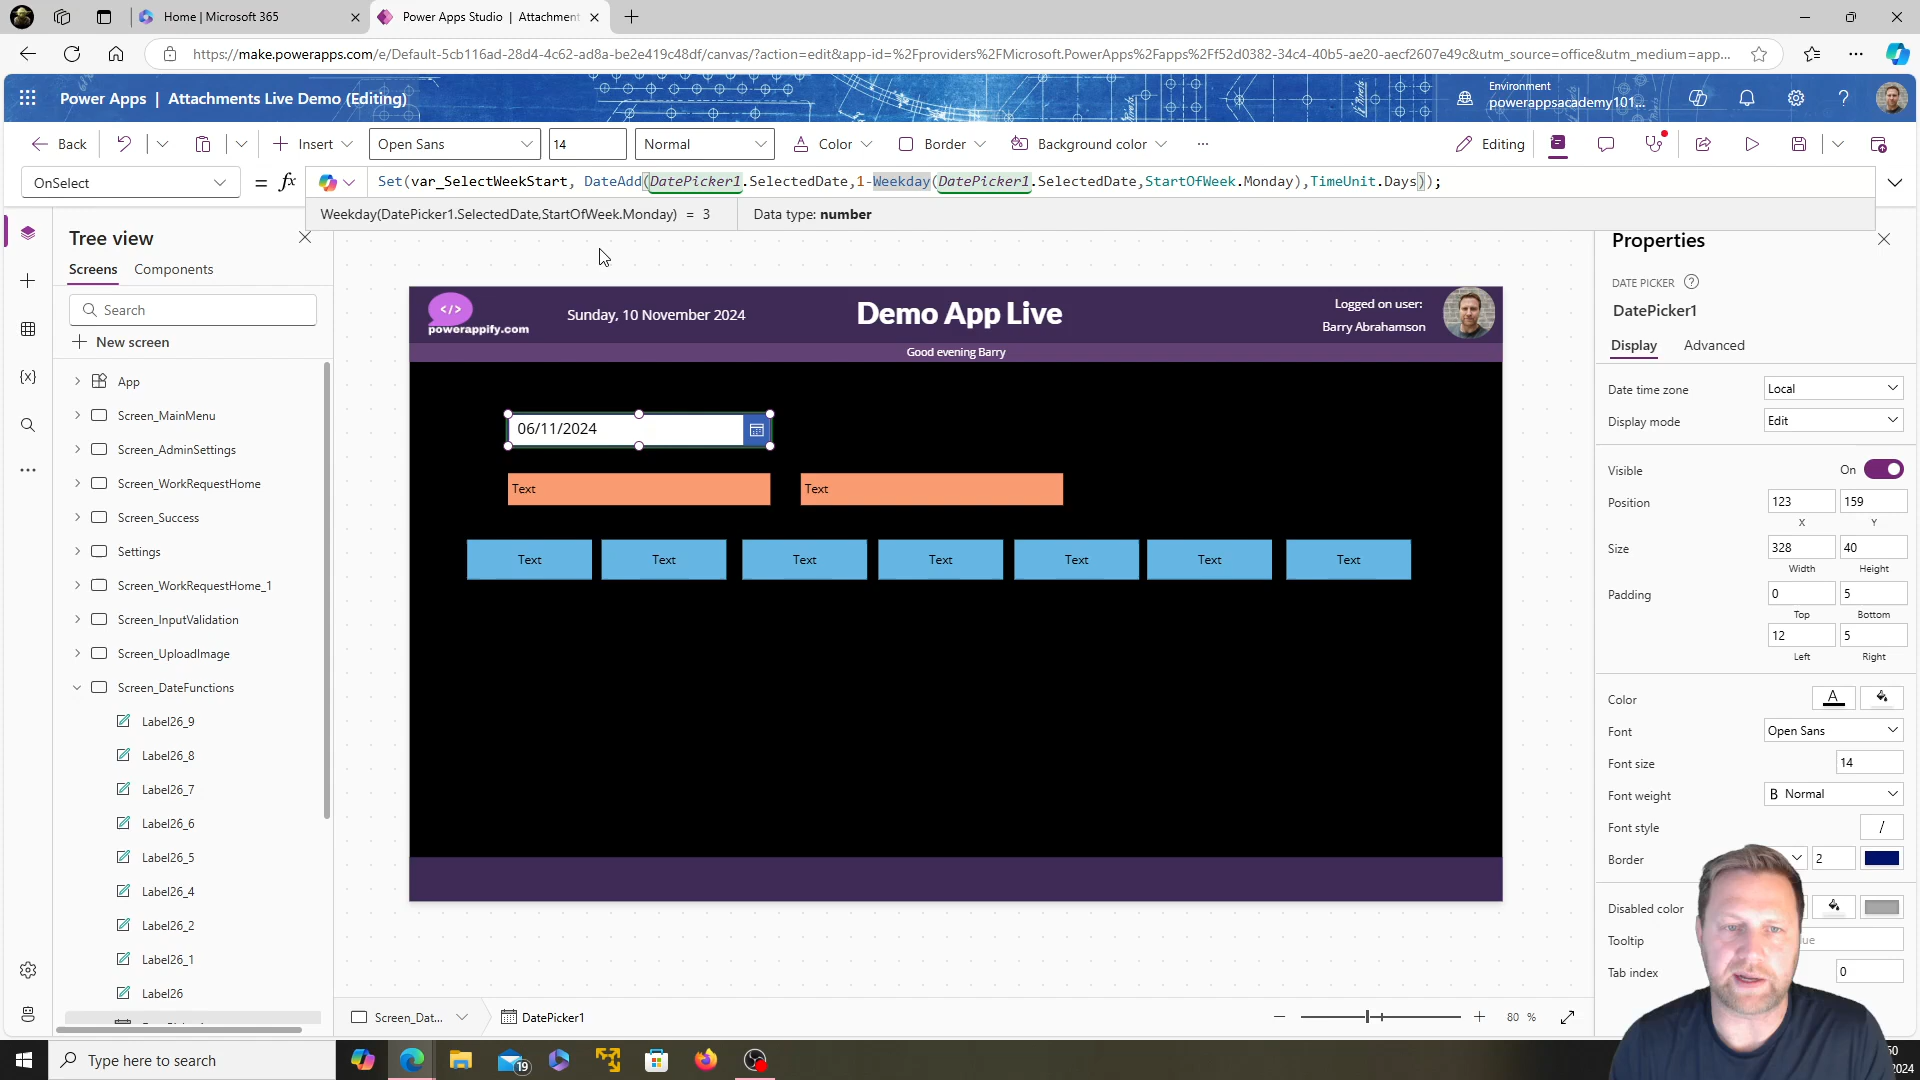 Home | Microsoft 365
Power Apps Studio | Attachment
https://make.powerapps.com/e/Default-5cb116ad-28d4-4c62-ad8a-be2e419c48df/canvas/?action=edit&app-id=%2Fproviders%2FMicrosoft.PowerApps%2Fapps%2Ff52d0382-34c4-40b5-ae20-aecf2607e49c&utm_source=office&utm_medium=app...
Power Apps | Attachments Live Demo (Editing)
Environment
powerappsacademy101...
Back
Insert
Open Sans
14
Normal
Color
Border
Background color
Editing
OnSelect
= fx
Set(var_SelectWeekStart, DateAdd(DatePicker1.SelectedDate,1-Weekday(DatePicker1.SelectedDate,StartOfWeek.Monday),TimeUnit.Days));
Weekday(DatePicker1.SelectedDate,StartOfWeek.Monday) = 3
Data type: number
Tree view
Screens
Components
Search
New screen
App
Screen_MainMenu
Screen_AdminSettings
Screen_WorkRequestHome
Screen_Success
Settings
Screen_WorkRequestHome_1
Screen_InputValidation
Screen_UploadImage
Screen_DateFunctions
Label26_9
Label26_8
Label26_7
Label26_6
Label26_5
Label26_4
Label26_2
Label26_1
Label26
</>
powerappify.com
Sunday, 10 November 2024
Demo App Live
Logged on user:
Barry Abrahamson
Good evening Barry
06/11/2024
Text
Text
Text
Text
Text
Text
Text
Text
Text
Properties
DATE PICKER
DatePicker1
Display
Advanced
Date time zone
Local
Display mode
Edit
Visible
On
Position
123
159
X
Y
Size
328
40
Width
Height
Padding
0
5
Top
Bottom
12
5
Left
Right
Color
A
Font
Open Sans
Font size
14
Font weight
B Normal
Font style
/
Border
2
Disabled color
Tooltip
Tab index
0
Screen_Dat...
DatePicker1
80 %
Type here to search
19